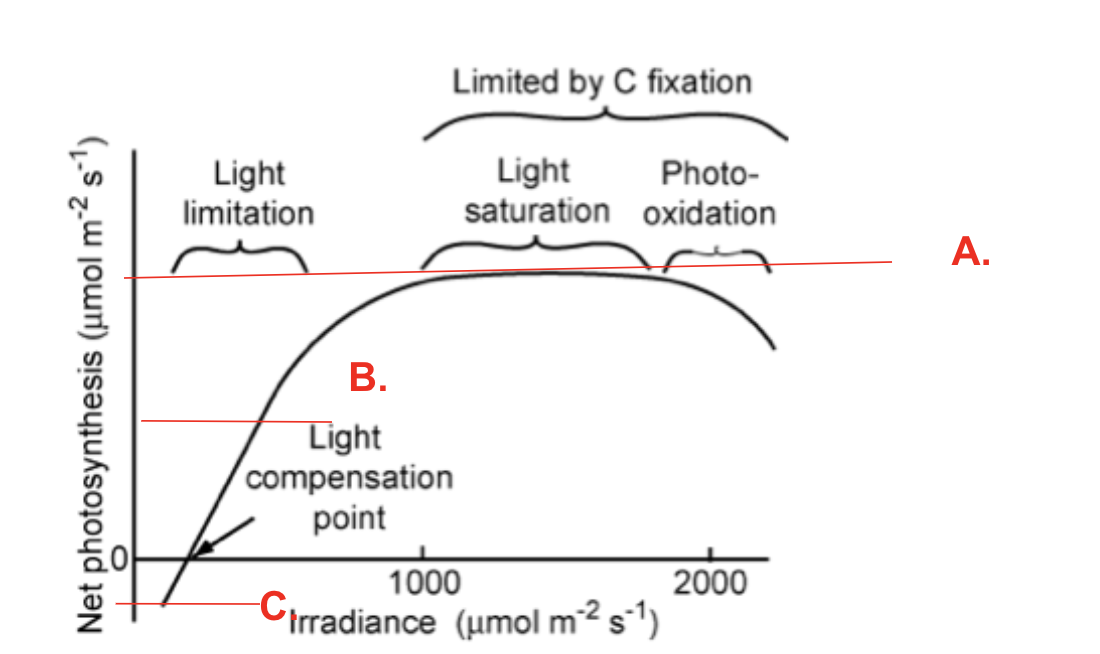 Limited by C fixation
Light
limitation
Light
saturation
Photo-
oxidation
A.
Net photosynthesis (μmol m⁻² s⁻¹)
B.
Light
compensation
point
0
1000
2000
C.
Irradiance (μmol m⁻² s⁻¹)